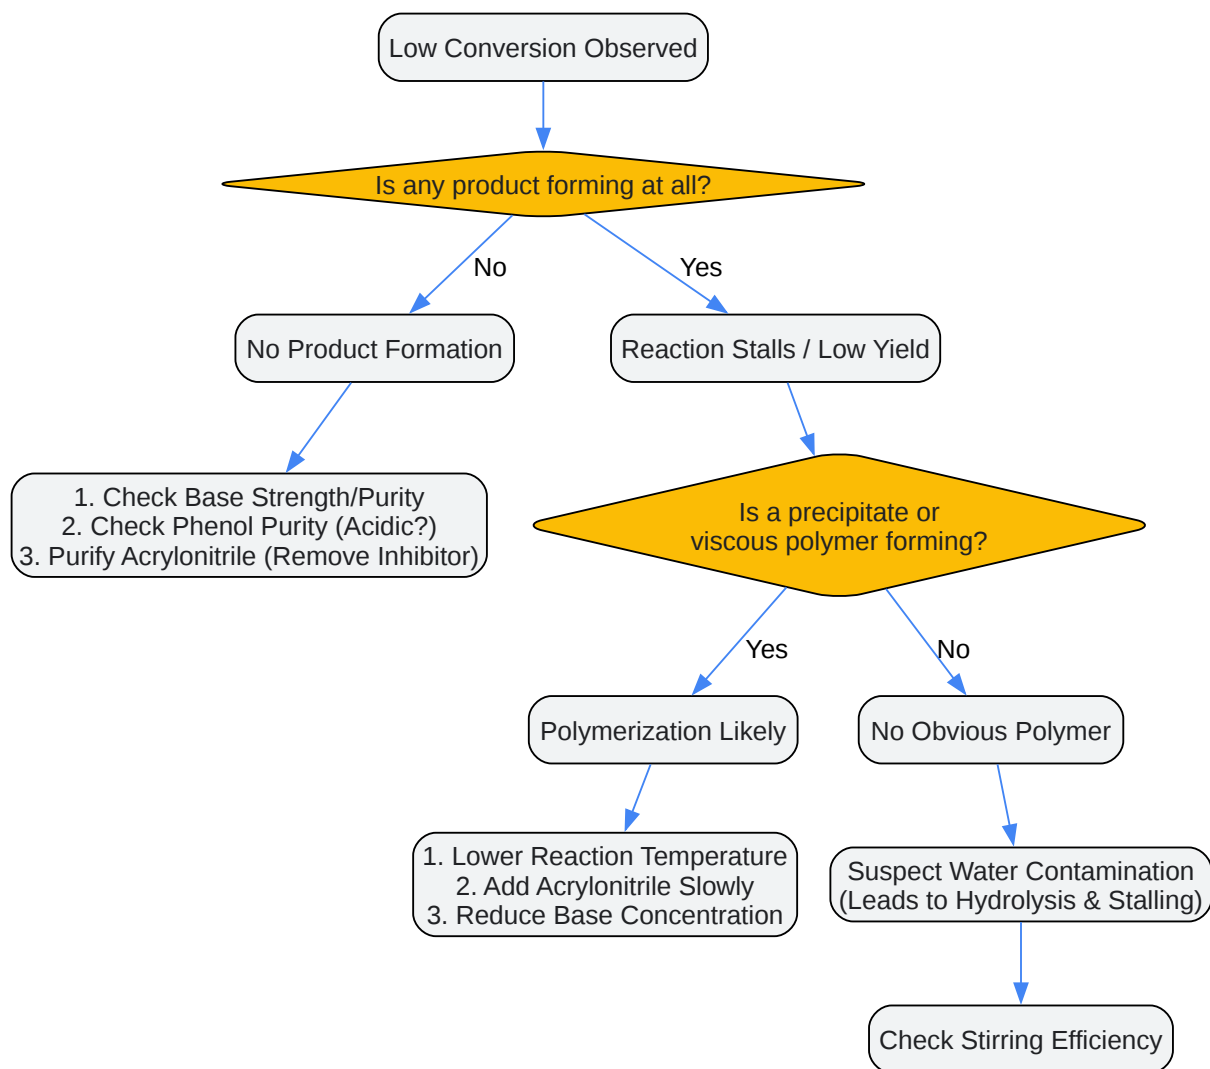 Low Conversion Observed
Is any product forming at all?
No
Yes
No Product Formation
Reaction Stalls / Low Yield
1. Check Base Strength/Purity
2. Check Phenol Purity (Acidic?)
3. Purify Acrylonitrile (Remove Inhibitor)
Is a precipitate or
viscous polymer forming?
Yes
No
Polymerization Likely
No Obvious Polymer
1. Lower Reaction Temperature
2. Add Acrylonitrile Slowly
3. Reduce Base Concentration
Suspect Water Contamination
(Leads to Hydrolysis & Stalling)
Check Stirring Efficiency